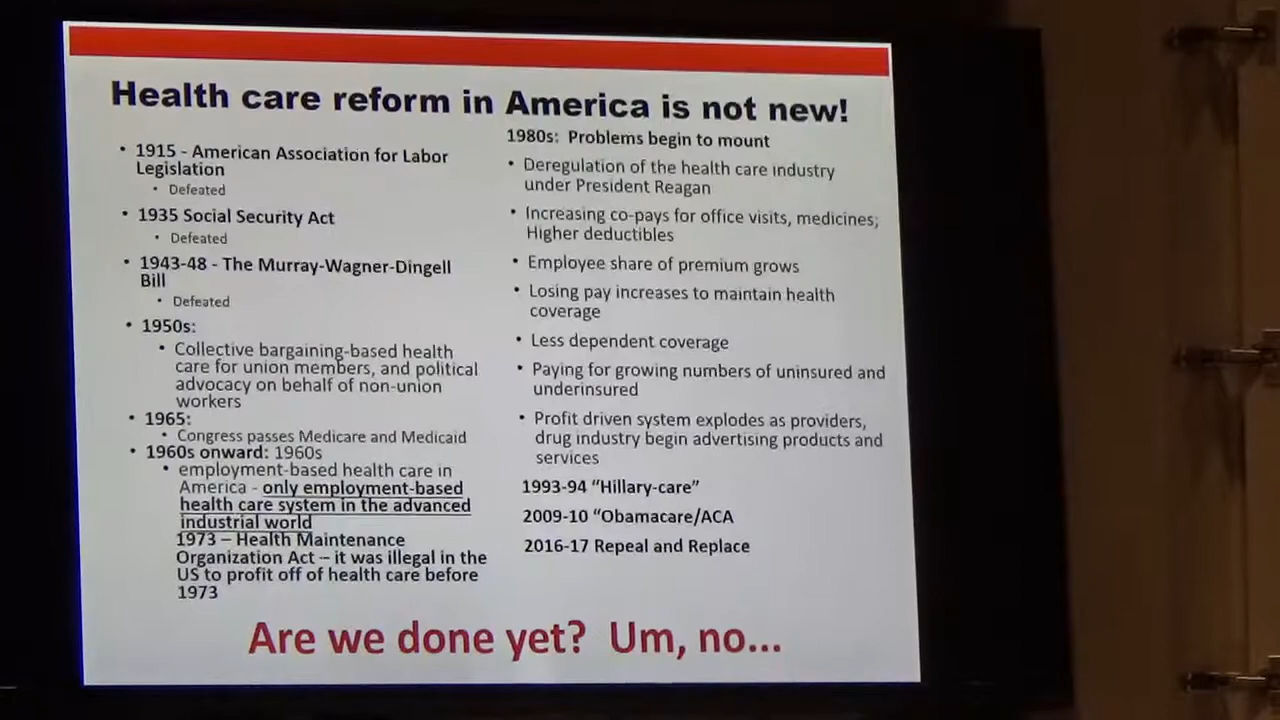 Health care reform in America is not new!
• 1915 - American Association for Labor
Legislation
• Defeated
• 1935 Social Security Act
• Defeated
• 1943-48 - The Murray-Wagner-Dingell
Bill
• Defeated
• 1950s:
• Collective bargaining-based health
care for union members, and political
advocacy on behalf of non-union
workers
• 1965:
• Congress passes Medicare and Medicaid
• 1960s onward: 1960s
• employment-based health care in
America - only employment-based
health care system in the advanced
industrial world
1973 – Health Maintenance
Organization Act – it was illegal in the
US to profit off of health care before
1973
1980s: Problems begin to mount
• Deregulation of the health care industry
under President Reagan
• Increasing co-pays for office visits, medicines;
Higher deductibles
• Employee share of premium grows
• Losing pay increases to maintain health
coverage
• Less dependent coverage
• Paying for growing numbers of uninsured and
underinsured
• Profit driven system explodes as providers,
drug industry begin advertising products and
services
1993-94 “Hillary-care”
2009-10 “Obamacare/ACA
2016-17 Repeal and Replace
Are we done yet? Um, no...